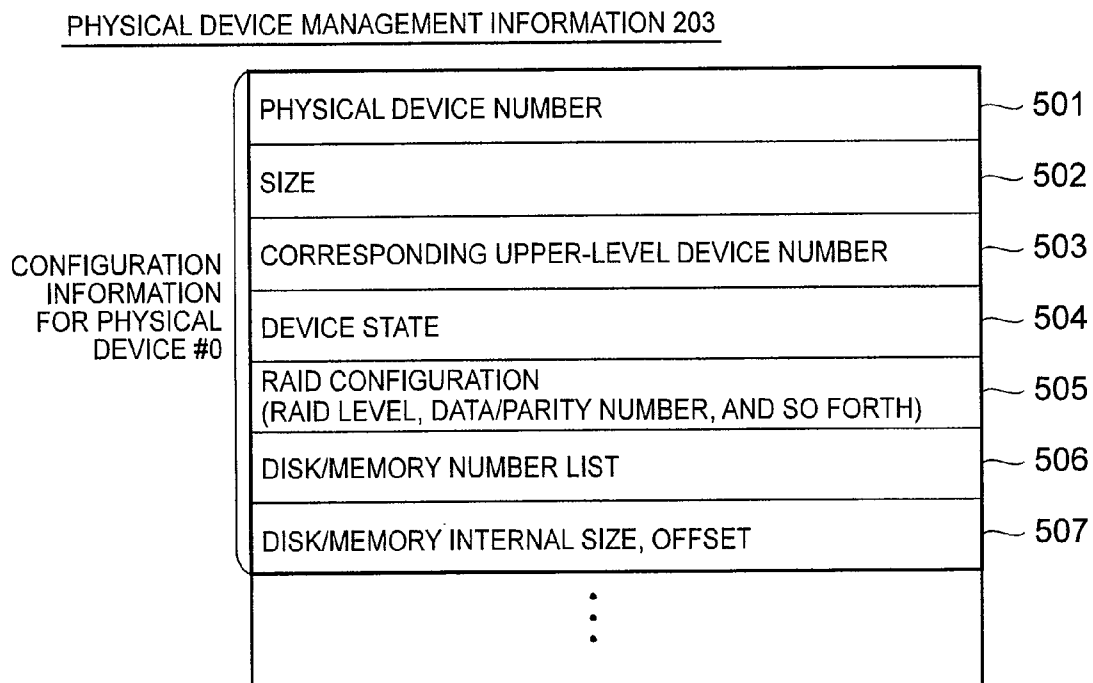 PHYSICAL DEVICE MANAGEMENT INFORMATION 203
CONFIGURATION
INFORMATION
FOR PHYSICAL
DEVICE #0
PHYSICAL DEVICE NUMBER
501
SIZE
502
CORRESPONDING UPPER-LEVEL DEVICE NUMBER
503
DEVICE STATE
504
RAID CONFIGURATION
(RAID LEVEL, DATA/PARITY NUMBER, AND SO FORTH)
505
DISK/MEMORY NUMBER LIST
506
DISK/MEMORY INTERNAL SIZE, OFFSET
507